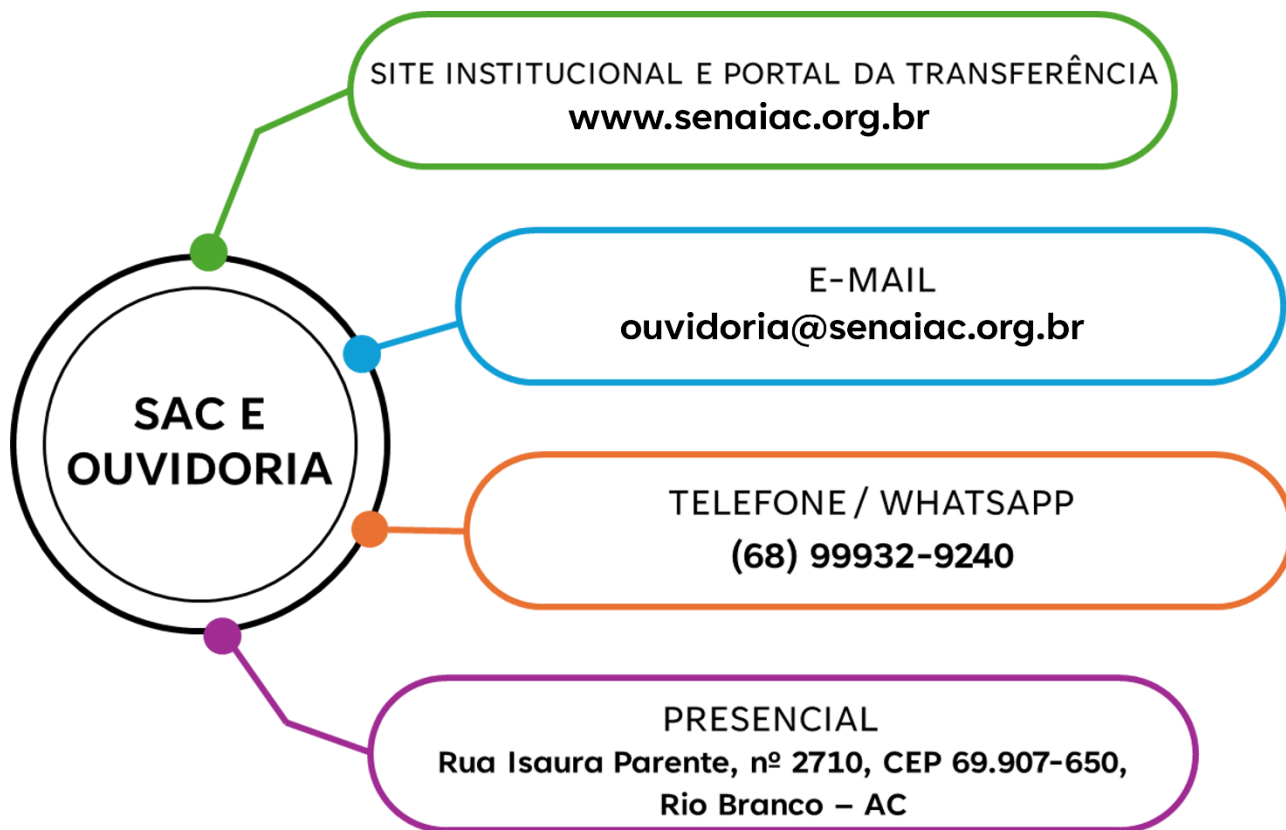 SITE INSTITUCIONAL E PORTAL DA TRANSFERÊNCIA
www.senaiac.org.br
E-MAIL
ouvidoria@senaiac.org.br
SAC E
OUVIDORIA
TELEFONE / WHATSAPP
(68) 99932-9240
PRESENCIAL
Rua Isaura Parente, nº 2710, CEP 69.907-650,
Rio Branco – AC